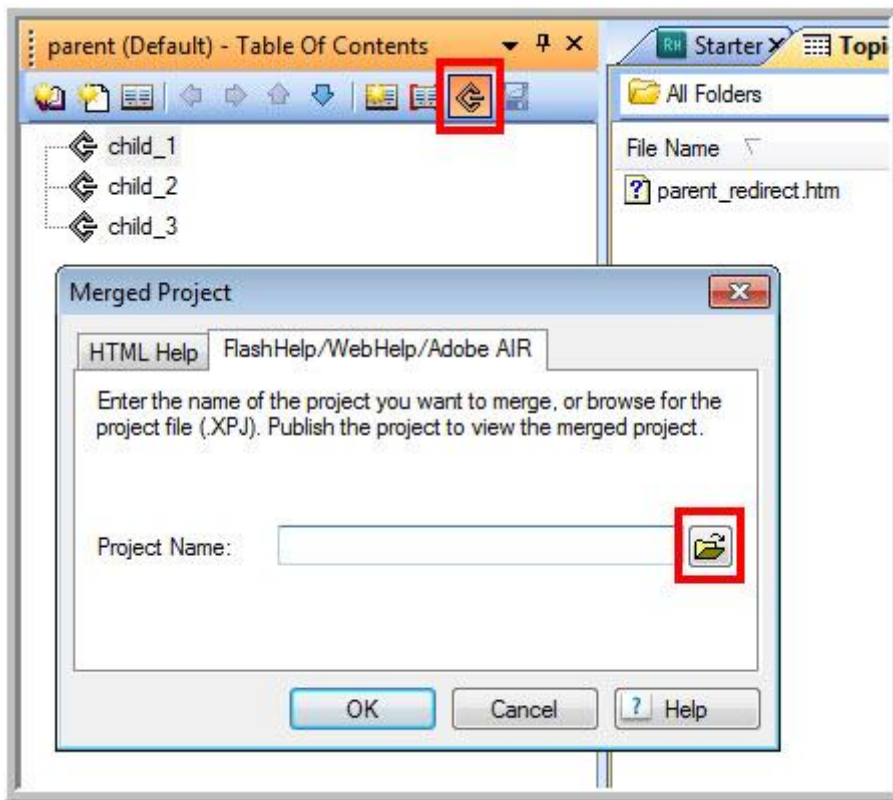 parent (Default) - Table Of Contents
RH Starter
Topi
All Folders
child_1
child_2
child_3
File Name
parent_redirect.htm
Merged Project
HTML Help
FlashHelp/WebHelp/Adobe AIR
Enter the name of the project you want to merge, or browse for the
project file (.XPJ). Publish the project to view the merged project.
Project Name:
OK
Cancel
Help